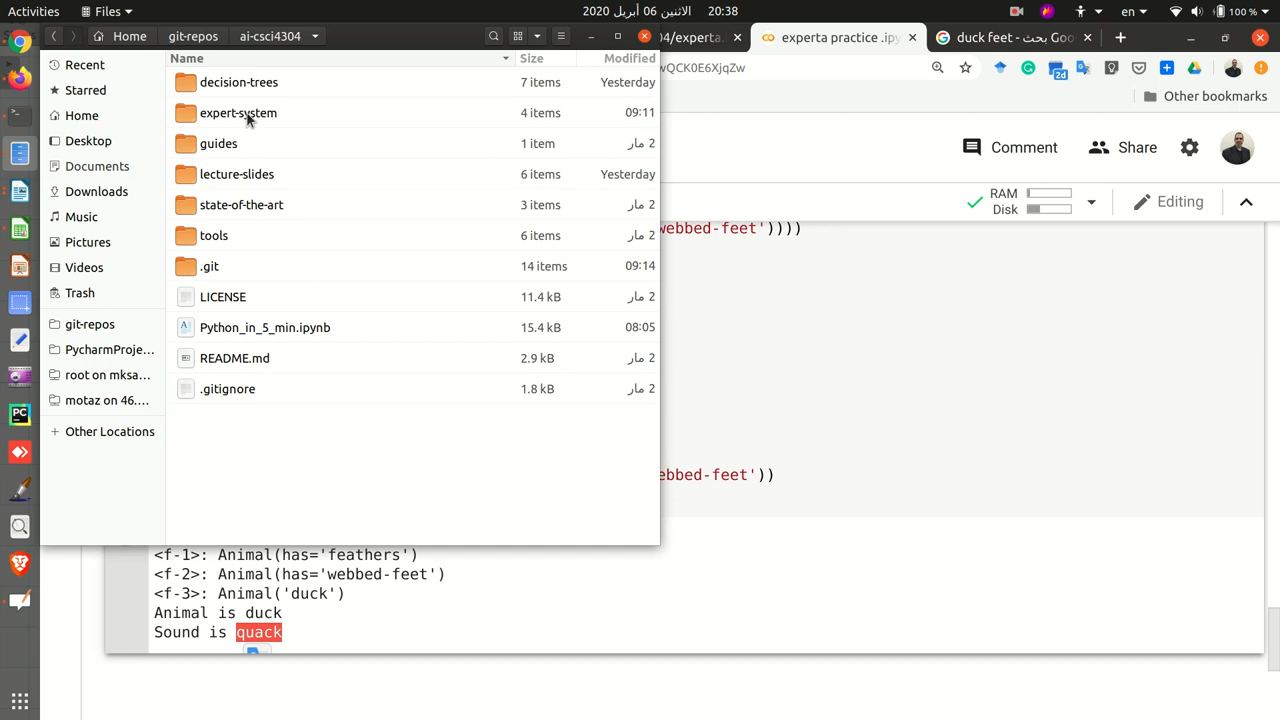 Activities
Files
الاثنين 06 أبريل 2020 20:38
en
100 %
Home git-repos ai-csci4304
04/experta.
experta practice .ipy
duck feet - بحث Goo
wQCK0E6XjqZw
2d
Other bookmarks
Name Size Modified
Recent
Starred
Home
Desktop
Documents
Downloads
Music
Pictures
Videos
Trash
git-repos
PycharmProje...
root on mksa...
motaz on 46....
Other Locations
decision-trees 7 items Yesterday
expert-system 4 items 09:11
guides 1 item 2 مار
lecture-slides 6 items Yesterday
state-of-the-art 3 items 2 مار
tools 6 items 2 مار
.git 14 items 09:14
LICENSE 11.4 kB 2 مار
Python_in_5_min.ipynb 15.4 kB 08:05
README.md 2.9 kB 2 مار
.gitignore 1.8 kB 2 مار
Comment
Share
RAM
Disk
Editing
webbed-feet'))))
ebbed-feet'))
<f-1>: Animal(has='feathers')
<f-2>: Animal(has='webbed-feet')
<f-3>: Animal('duck')
Animal is duck
Sound is quack